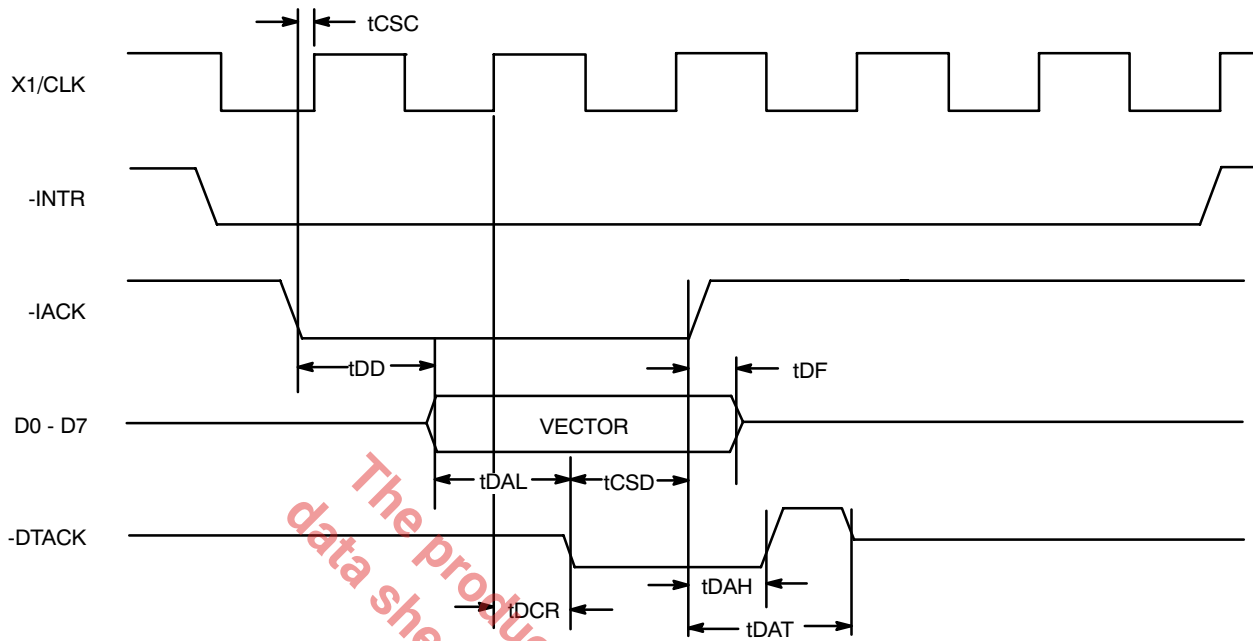 tCSC
X1/CLK
-INTR
-IACK
tDD
tDF
D0 - D7
VECTOR
tDAL
tCSD
-DTACK
tDAH
tDCR
tDAT
The produ
data she